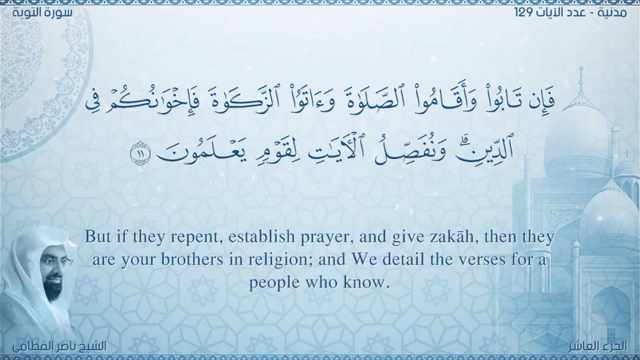 مدنية - عدد الآيات 129
سورة التوبة
فَإِن تَابُوا۟ وَأَقَامُوا۟ ٱلصَّلَوٰةَ وَءَاتَوُا۟ ٱلزَّكَوٰةَ فَإِخْوَٰنُكُمْ فِى
ٱلدِّينِ ۗ وَنُفَصِّلُ ٱلْـَٔايَـٰتِ لِقَوْمٍ يَعْلَمُونَ ١١
But if they repent, establish prayer, and give zakāh, then they
are your brothers in religion; and We detail the verses for a
people who know.
الجزء العاشر
الشيخ ناصر القطامي